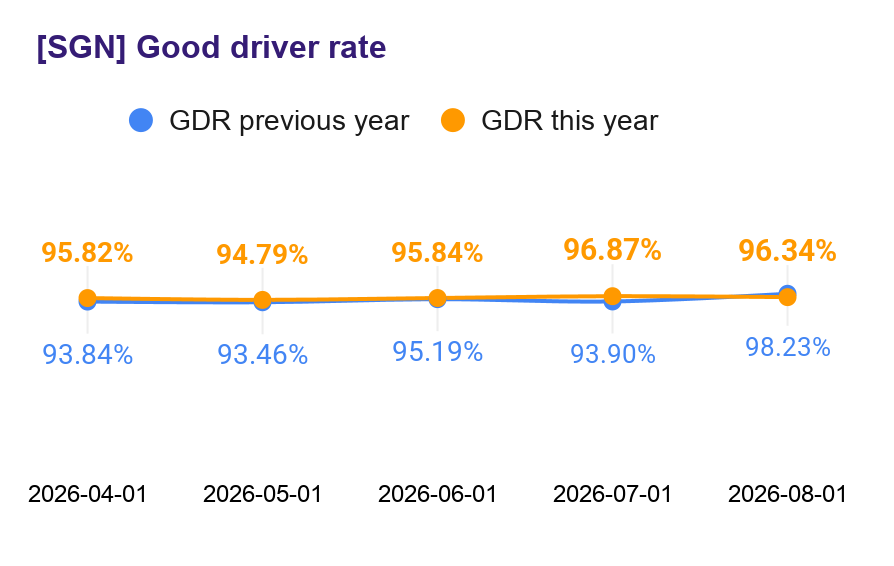 [SGN] Good driver rate
GDR previous year GDR this year
95.82% 94.79% 95.84% 96.87% 96.34%
93.84% 93.46% 95.19% 93.90% 98.23%
2026-04-01 2026-05-01 2026-06-01 2026-07-01 2026-08-01